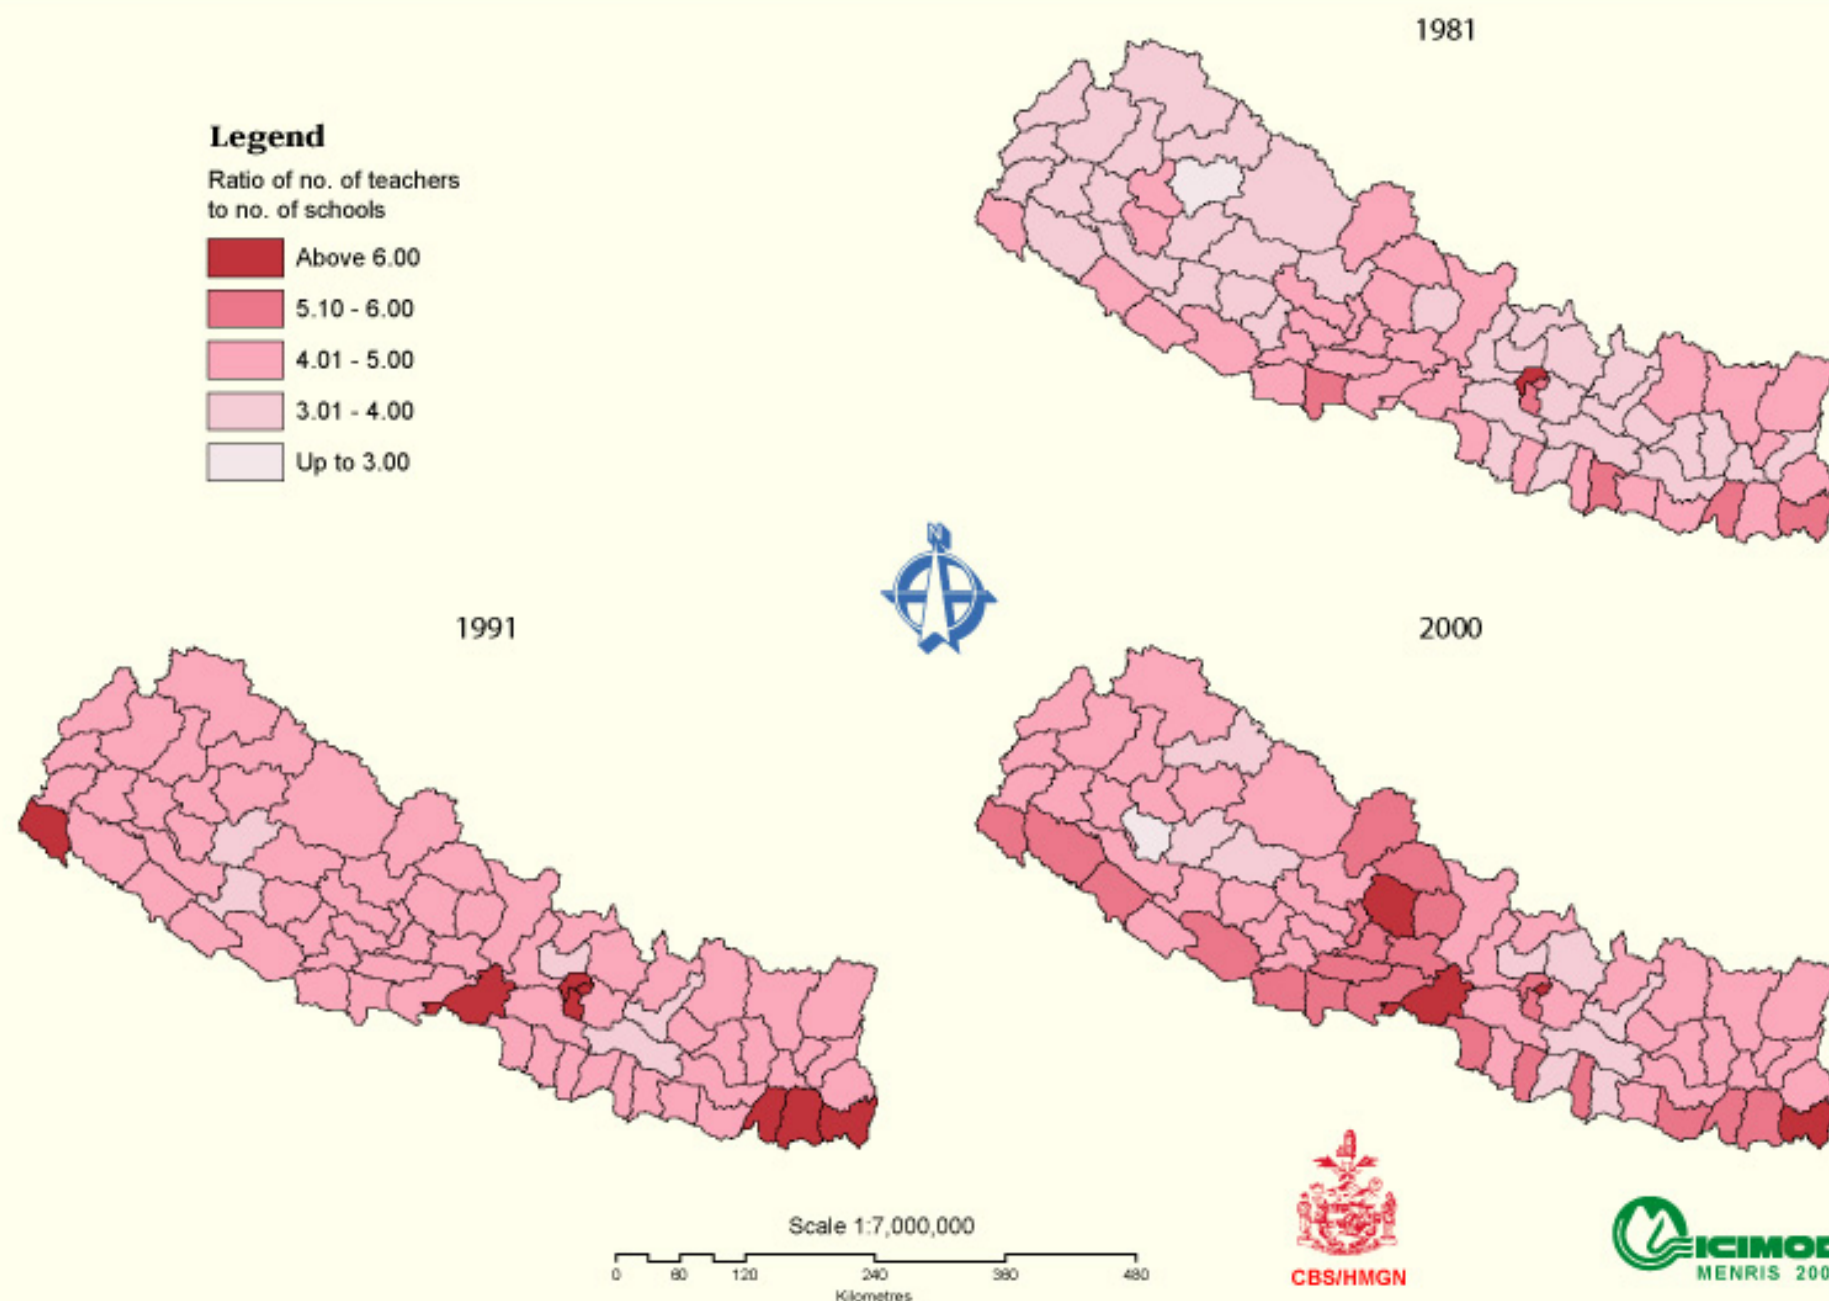 1981
Legend
Ratio of no. of teachers
to no. of schools
Above 6.00
5.10 - 6.00
4.01 - 5.00
3.01 - 4.00
Up to 3.00
N
1991
2000
Scale 1:7,000,000
0 60 120 240 360 480
Kilometres
CBS/HMGN
ICIMOD
MENRIS 200